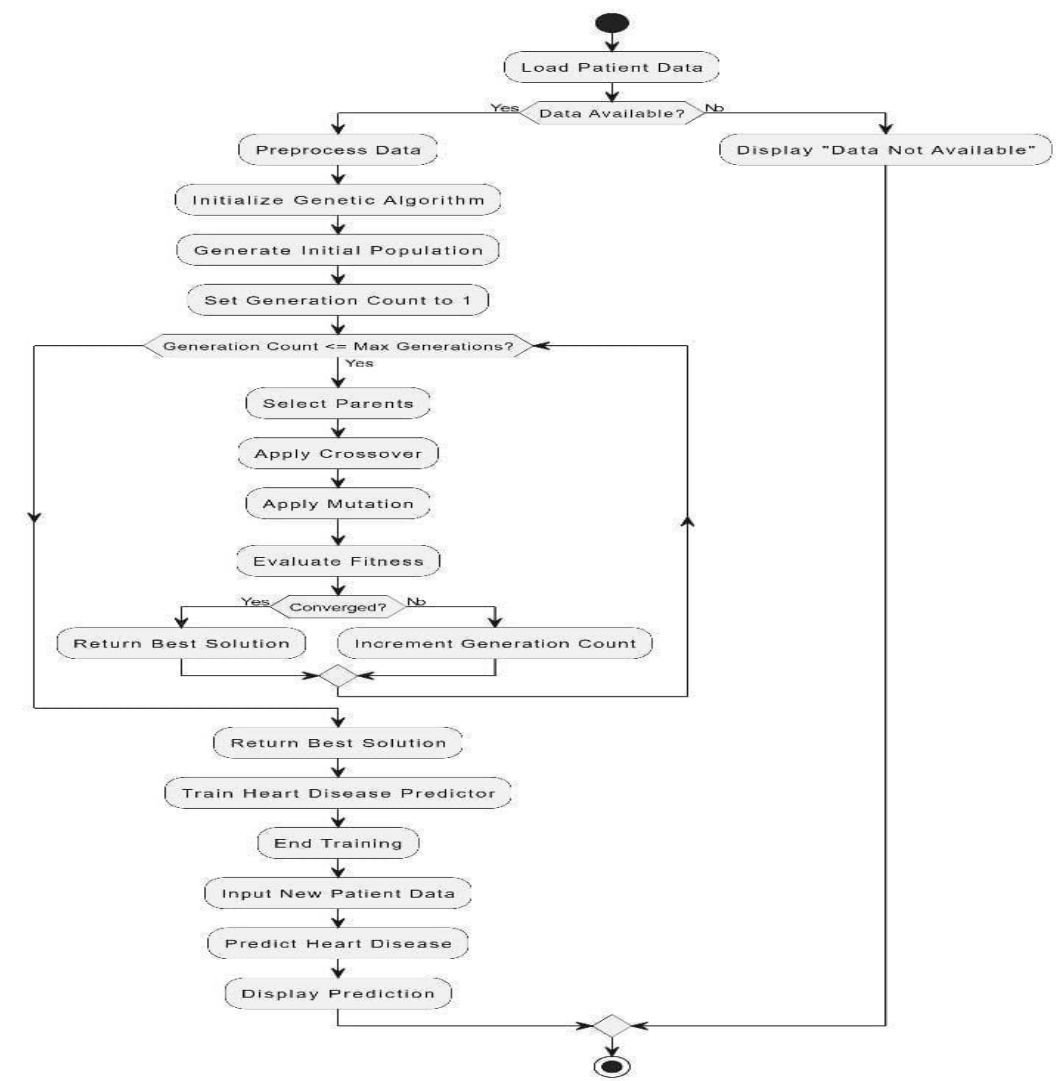 Load Patient Data
Yes
Data Available?
No
Preprocess Data
Display "Data Not Available"
Initialize Genetic Algorithm
Generate Initial Population
Set Generation Count to 1
Generation Count <= Max Generations?
Yes
Select Parents
Apply Crossover
Apply Mutation
Evaluate Fitness
Yes
Converged?
No
Return Best Solution
Increment Generation Count
Return Best Solution
Train Heart Disease Predictor
End Training
Input New Patient Data
Predict Heart Disease
Display Prediction